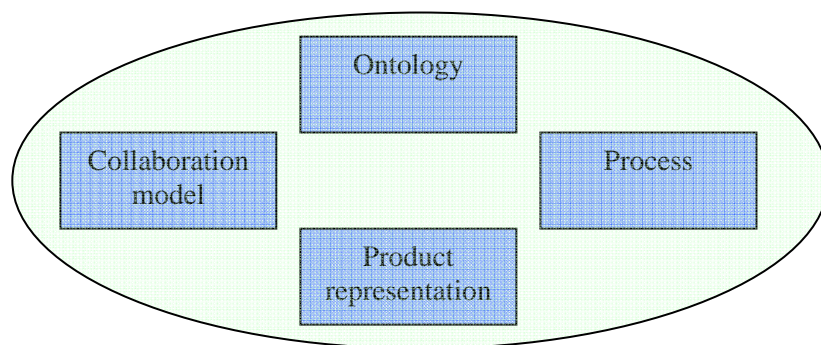 Ontology
Collaboration
model
Process
Product
representation